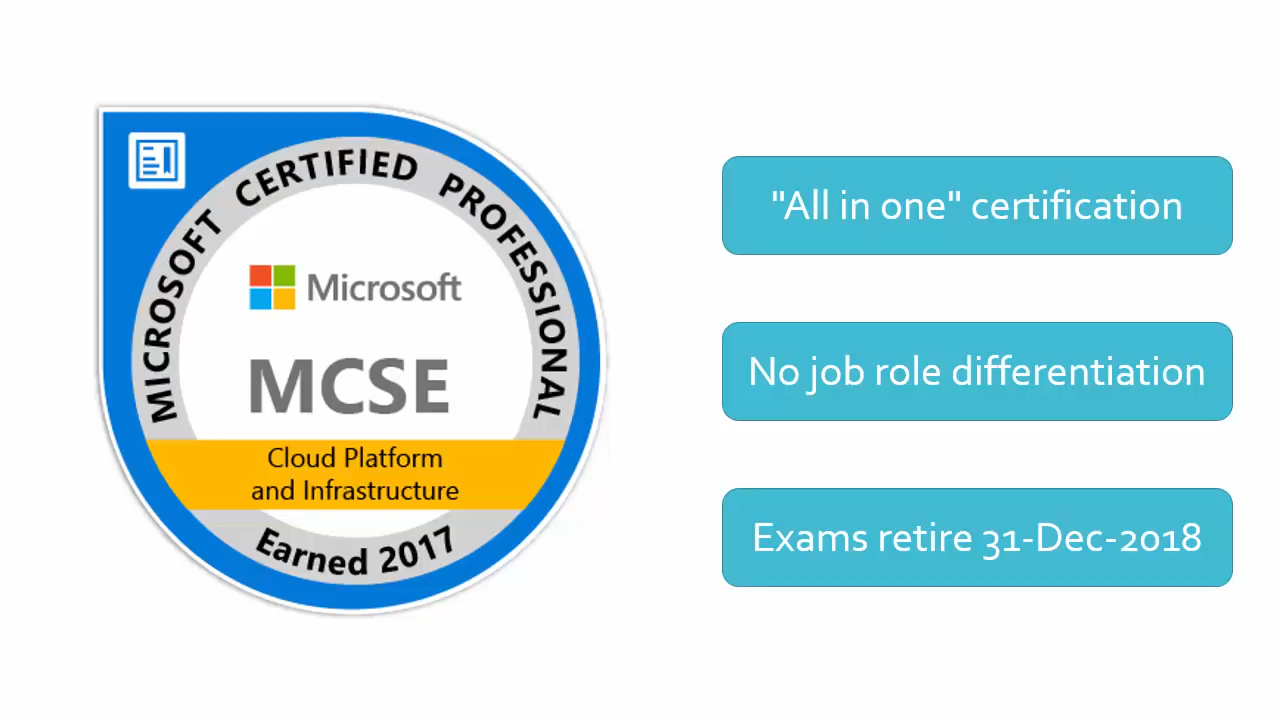 MICROSOFT CERTIFIED PROFESSIONAL
Microsoft
MCSE
Cloud Platform
and Infrastructure
Earned 2017
"All in one" certification
No job role differentiation
Exams retire 31-Dec-2018